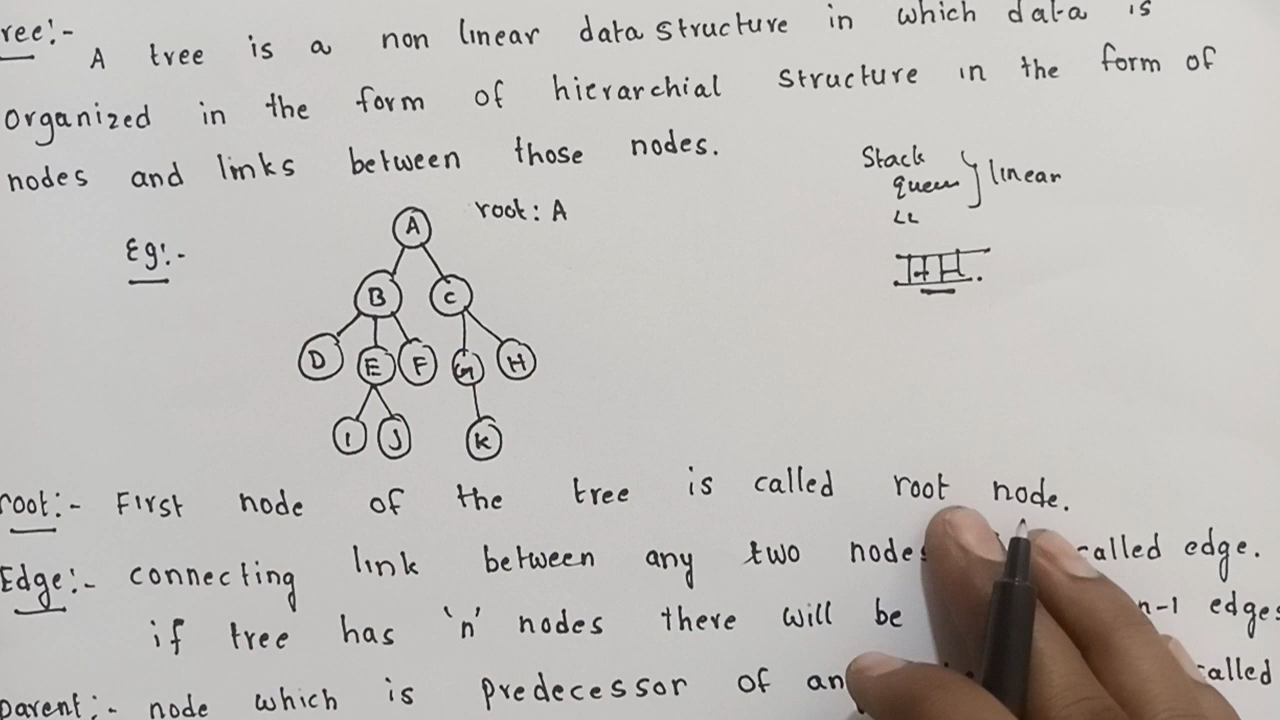 ree:-
A tree is a non linear data structure in which data is
organized in the form of hierarchial structure in the form of
nodes and links between those nodes.
Stack
queue
LL
linear
Eg:-
root: A
A
B C
D E F G H
I J K
root:- First node of the tree is called root node.
Edge:- connecting link between any two nodes called edge.
if tree has 'n' nodes there will be n-1 edges
parent:- node which is predecessor of an called